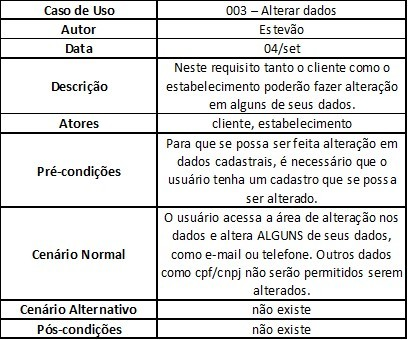 Caso de Uso 003 – Alterar dados
Autor Estevão
Data 04/set
Descrição
Neste requisito tanto o cliente como o
estabelecimento poderão fazer alteração
em alguns de seus dados.
Atores cliente, estabelecimento
Pré-condições
Para que se possa ser feita alteração em
dados cadastrais, é necessário que o
usuário tenha um cadastro que se possa
ser alterado.
Cenário Normal
O usuário acessa a área de alteração nos
dados e altera ALGUNS de seus dados,
como e-mail ou telefone. Outros dados
como cpf/cnpj não serão permitidos serem
alterados.
Cenário Alternativo não existe
Pós-condições não existe